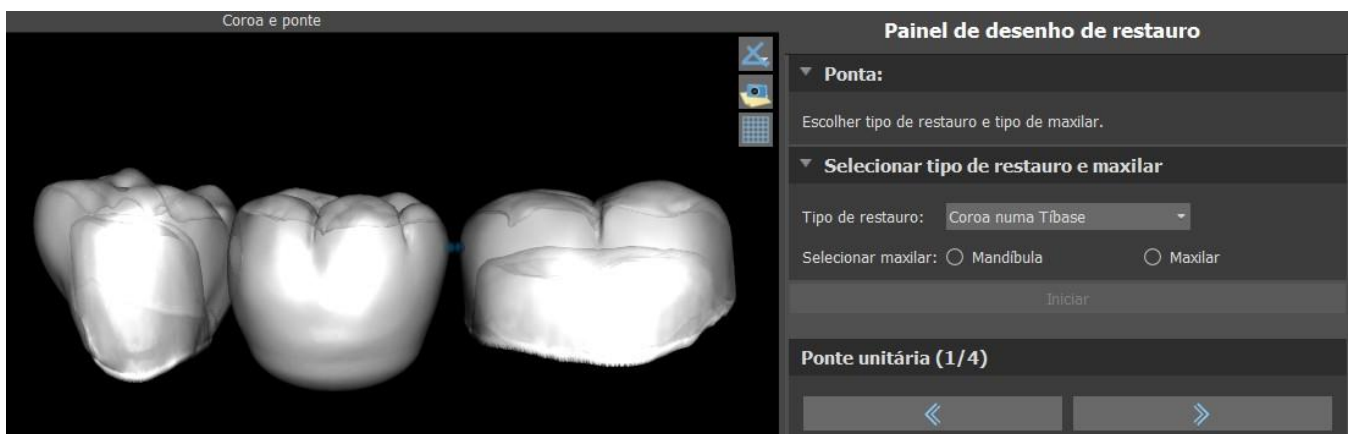 Coroa e ponte
Painel de desenho de restauro
Ponta:
Escolher tipo de restauro e tipo de maxilar.
Selecionar tipo de restauro e maxilar
Tipo de restauro: Coroa numa Tíbase
Selecionar maxilar: Mandíbula Maxilar
Iniciar
Ponte unitária (1/4)